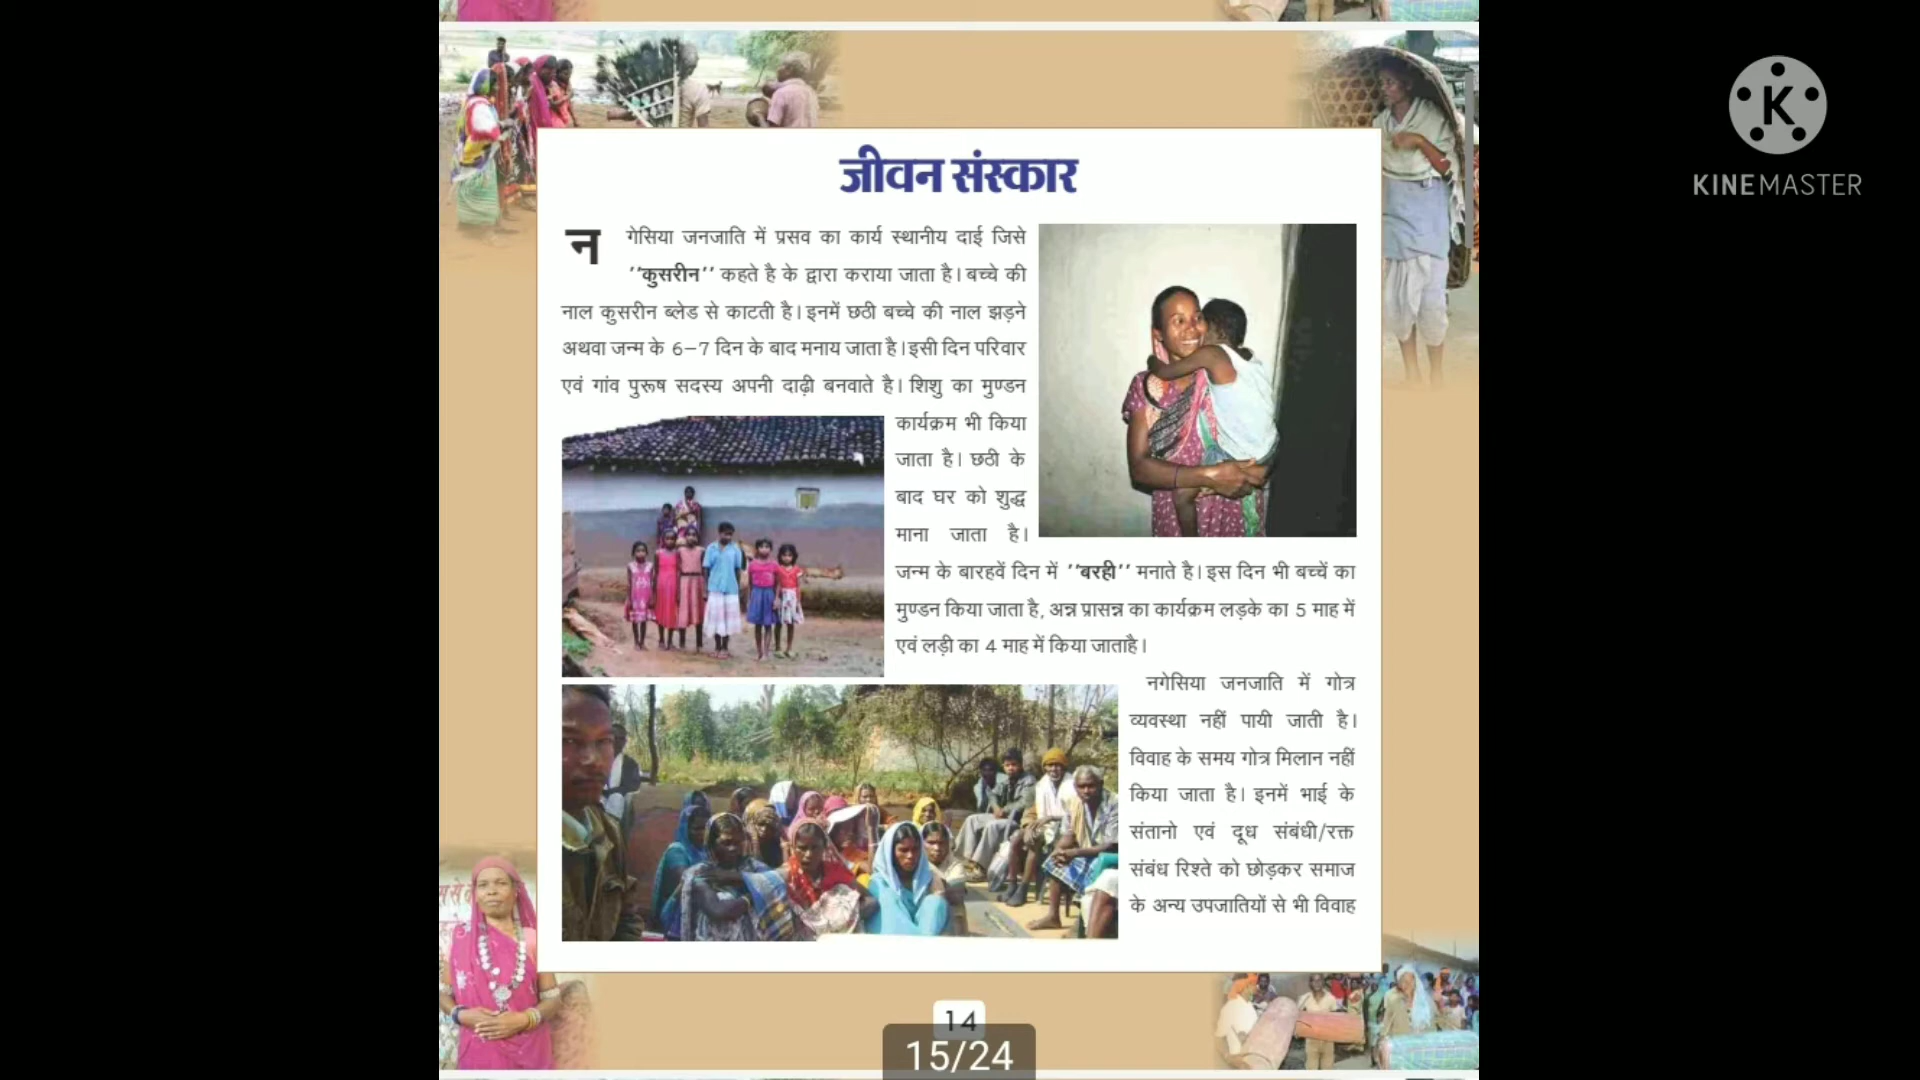 जीवन संस्कार
नगेसिया जनजाति में प्रसव का कार्य स्थानीय दाई जिसे
''कुसरीन'' कहते है के द्वारा कराया जाता है। बच्चे की
नाल कुसरीन ब्लेड से काटती है। इनमें छठी बच्चे की नाल झड़ने
अथवा जन्म के 6–7 दिन के बाद मनाय जाता है। इसी दिन परिवार
एवं गांव पुरूष सदस्य अपनी दाढ़ी बनवाते है। शिशु का मुण्डन
कार्यक्रम भी किया
जाता है। छठी के
बाद घर को शुद्ध
माना जाता है।
जन्म के बारहवें दिन में ''बरही'' मनाते है। इस दिन भी बच्चें का
मुण्डन किया जाता है, अन्न प्रासन्न का कार्यक्रम लड़के का 5 माह में
एवं लड़ी का 4 माह में किया जाताहै।
नगेसिया जनजाति में गोत्र
व्यवस्था नहीं पायी जाती है।
विवाह के समय गोत्र मिलान नहीं
किया जाता है। इनमें भाई के
संतानो एवं दूध संबंधी/रक्त
संबंध रिश्ते को छोड़कर समाज
के अन्य उपजातियों से भी विवाह
14
15/24
KINEMASTER